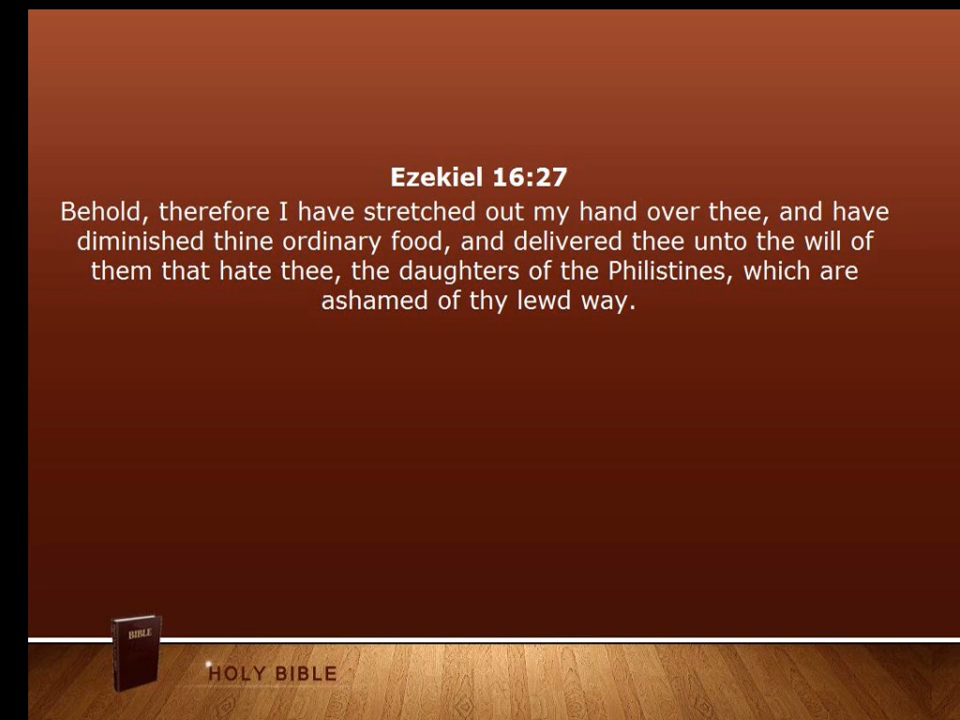 Ezekiel 16:27
Behold, therefore I have stretched out my hand over thee, and have
diminished thine ordinary food, and delivered thee unto the will of
them that hate thee, the daughters of the Philistines, which are
ashamed of thy lewd way.
BIBLE
HOLY BIBLE